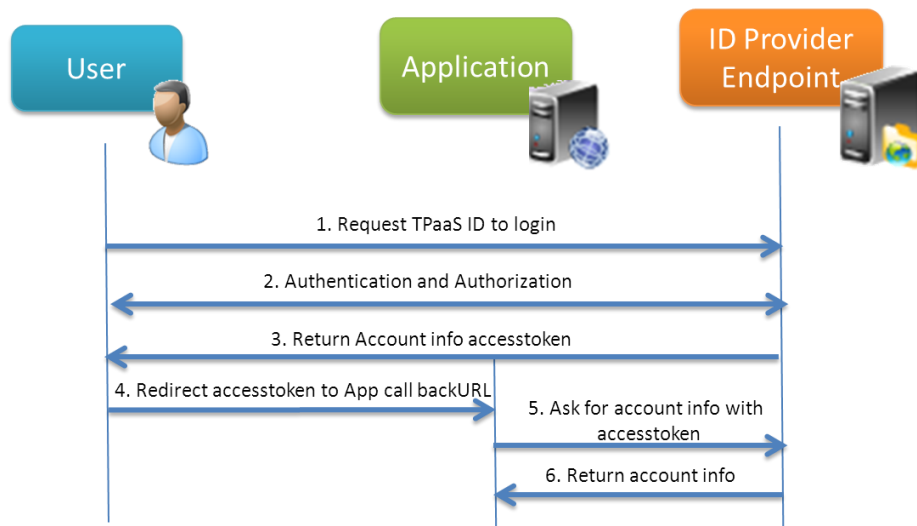 User
Application
ID Provider
Endpoint
1. Request TPaaS ID to login
2. Authentication and Authorization
3. Return Account info accesstoken
4. Redirect accesstoken to App call backURL
5. Ask for account info with
accesstoken
6. Return account info